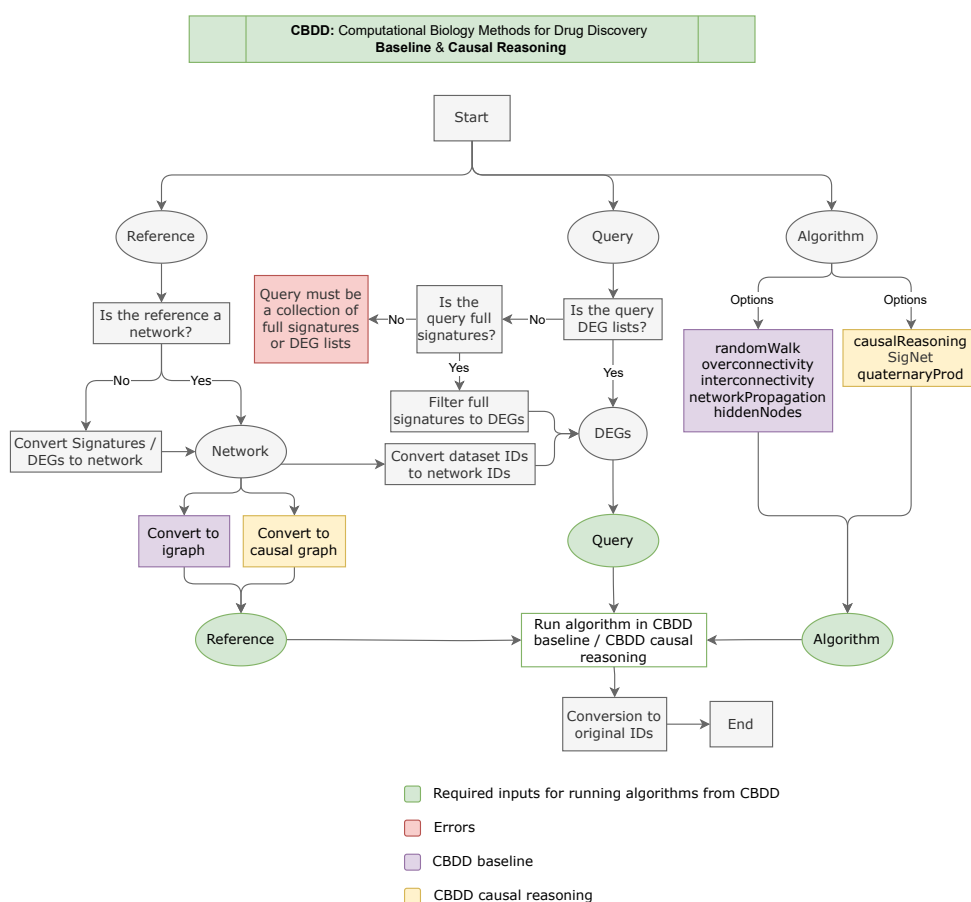 CBDD: Computational Biology Methods for Drug Discovery
Baseline & Causal Reasoning
Start
Reference
Query
Algorithm
Is the reference a
network?
Query must be
a collection of
full signatures
or DEG lists
No
Is the
query full
signatures?
No
Is the query
DEG lists?
Options
Options
randomWalk
overconnectivity
interconnectivity
networkPropagation
hiddenNodes
causalReasoning
SigNet
quaternaryProd
No
Yes
Yes
Yes
Convert Signatures /
DEGs to network
Network
Filter full
signatures to DEGs
Convert dataset IDs
to network IDs
DEGs
Convert to
igraph
Convert to
causal graph
Query
Reference
Run algorithm in CBDD
baseline / CBDD causal
reasoning
Algorithm
Conversion to
original IDs
End
Required inputs for running algorithms from CBDD
Errors
CBDD baseline
CBDD causal reasoning